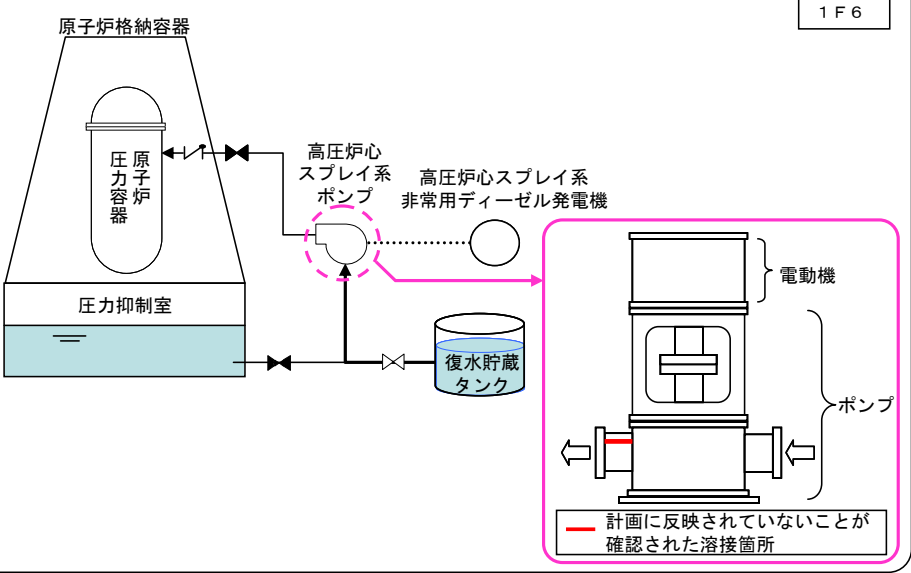 １Ｆ６
原子炉格納容器
原子炉
圧力容器
高圧炉心
スプレイ系
ポンプ
高圧炉心スプレイ系
非常用ディーゼル発電機
圧力抑制室
復水貯蔵
タンク
電動機
ポンプ
計画に反映されていないことが
確認された溶接箇所